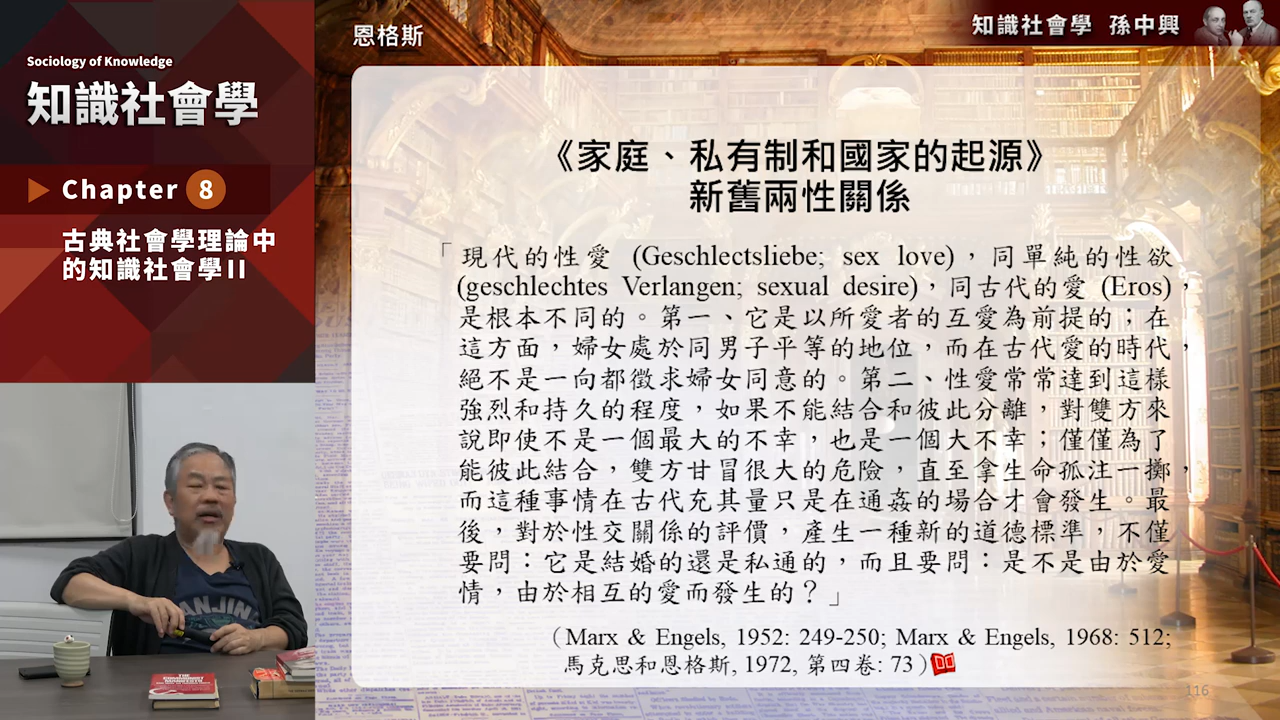 Sociology of Knowledge
知識社會學
Chapter 8
古典社會學理論中
的知識社會學II
恩格斯
知識社會學 孫中興
《家庭、私有制和國家的起源》
新舊兩性關係
「現代的性愛 (Geschlechtsliebe; sex love)，同單純的性欲
(geschlechtes Verlangen; sexual desire)，同古代的愛 (Eros)，
是根本不同的。第一、它是以所愛者的互愛為前提的；在
這方面，婦女處於同男子平等的地位，而在古代愛的時代，
絕不是一向都徵求婦女同意的。第二、性愛常常達到這樣
強烈和持久的程度，如果不能結合和彼此分離，對雙方來
說即使不是一個最大的不幸，也是一個大不幸，僅僅為了
能彼此結合，雙方甘冒很大的危險，直至拿生命孤注一擲，
而這種事情在古代充其量只是在通姦的場合才會發生。最
後，對於性交關係的評價，產生一種新的道德標準，不僅
要問：它是結婚的還是私通的，而且要問：是不是由於愛
情，由於相互的愛而發生的？」
（Marx & Engels, 1952: 249-250; Marx & Engels, 1968: 512;
馬克思和恩格斯, 1972, 第四卷: 73）
116